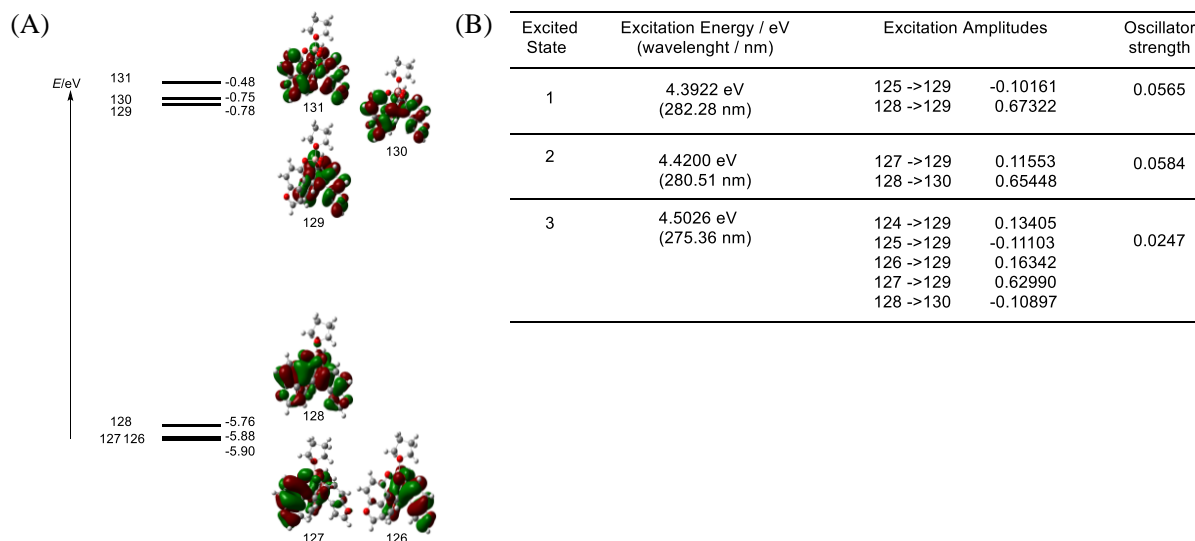 (A)
E/eV
131
-0.48
130
-0.75
129
-0.78
131
130
129
128
128
-5.76
127 126
-5.88
-5.90
127
126
(B)
Excited State
Excitation Energy / eV (wavelenght / nm)
Excitation Amplitudes
Oscillator strength
1
4.3922 eV
(282.28 nm)
125 ->129 -0.10161
128 ->129 0.67322
0.0565
2
4.4200 eV
(280.51 nm)
127 ->129 0.11553
128 ->130 0.65448
0.0584
3
4.5026 eV
(275.36 nm)
124 ->129 0.13405
125 ->129 -0.11103
126 ->129 0.16342
127 ->129 0.62990
128 ->130 -0.10897
0.0247